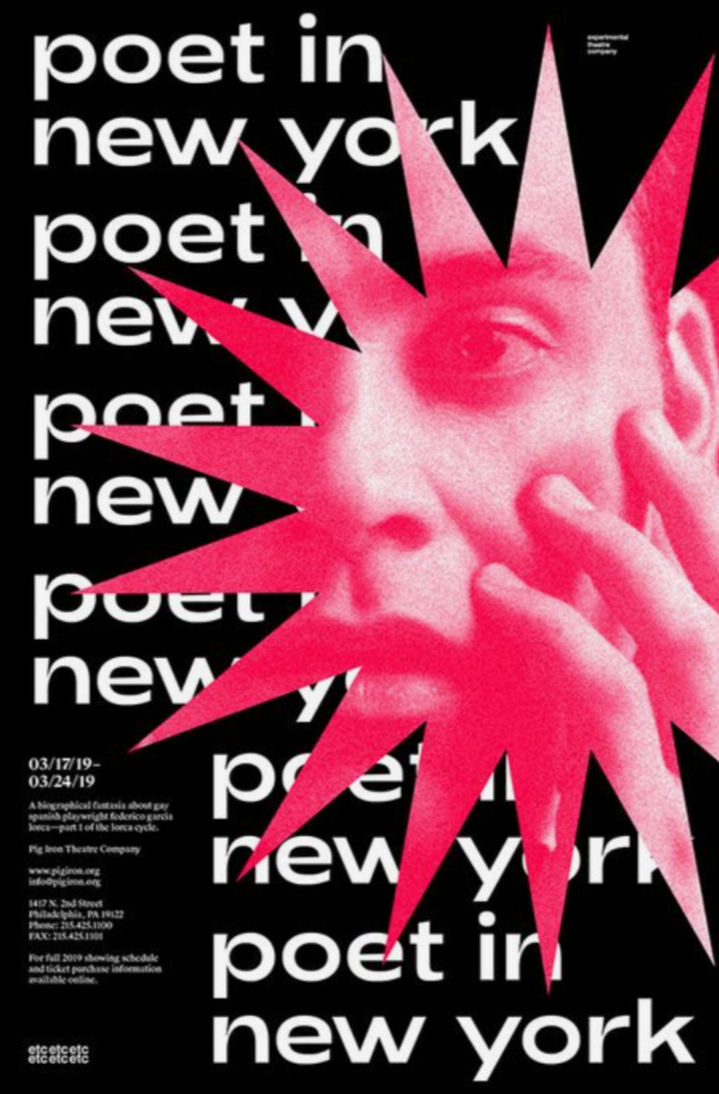 poet in
new york
experimental
theatre
company
poet in
new y
poet
new
poet
new y
poet in
new york
poet in
new york
03/17/19–
03/24/19
A biographical fantasia about gay
spanish playwright federico garcia
lorca—part 1 of the lorca cycle.
Pig Iron Theatre Company
www.pigiron.org
info@pigiron.org
1417 N. 2nd Street
Philadelphia, PA 19122
Phone: 215.425.1100
FAX: 215.425.1101
For full 2019 showing schedule
and ticket purchase information
available online.
etcetcetc
etcetcetc